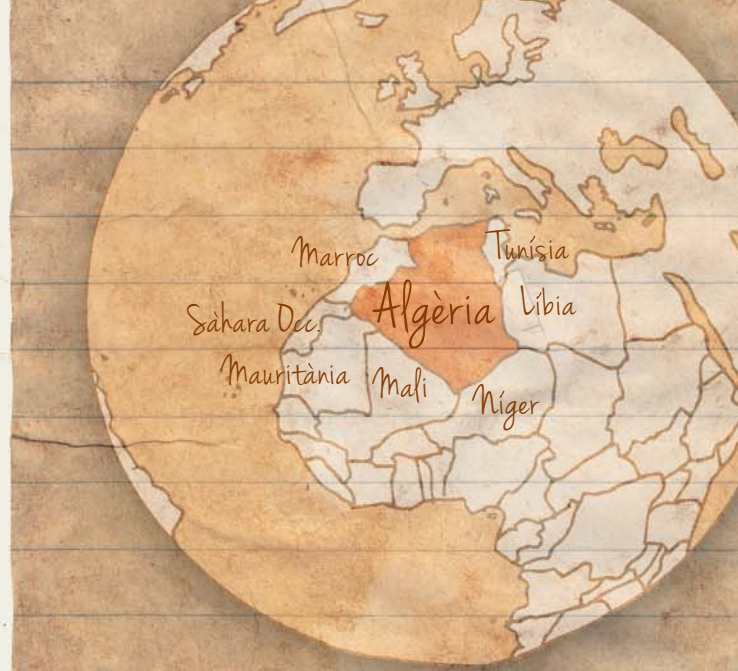 Marroc
Tunísia
Algèria
Líbia
Sàhara Occ.
Mauritània
Mali
Níger